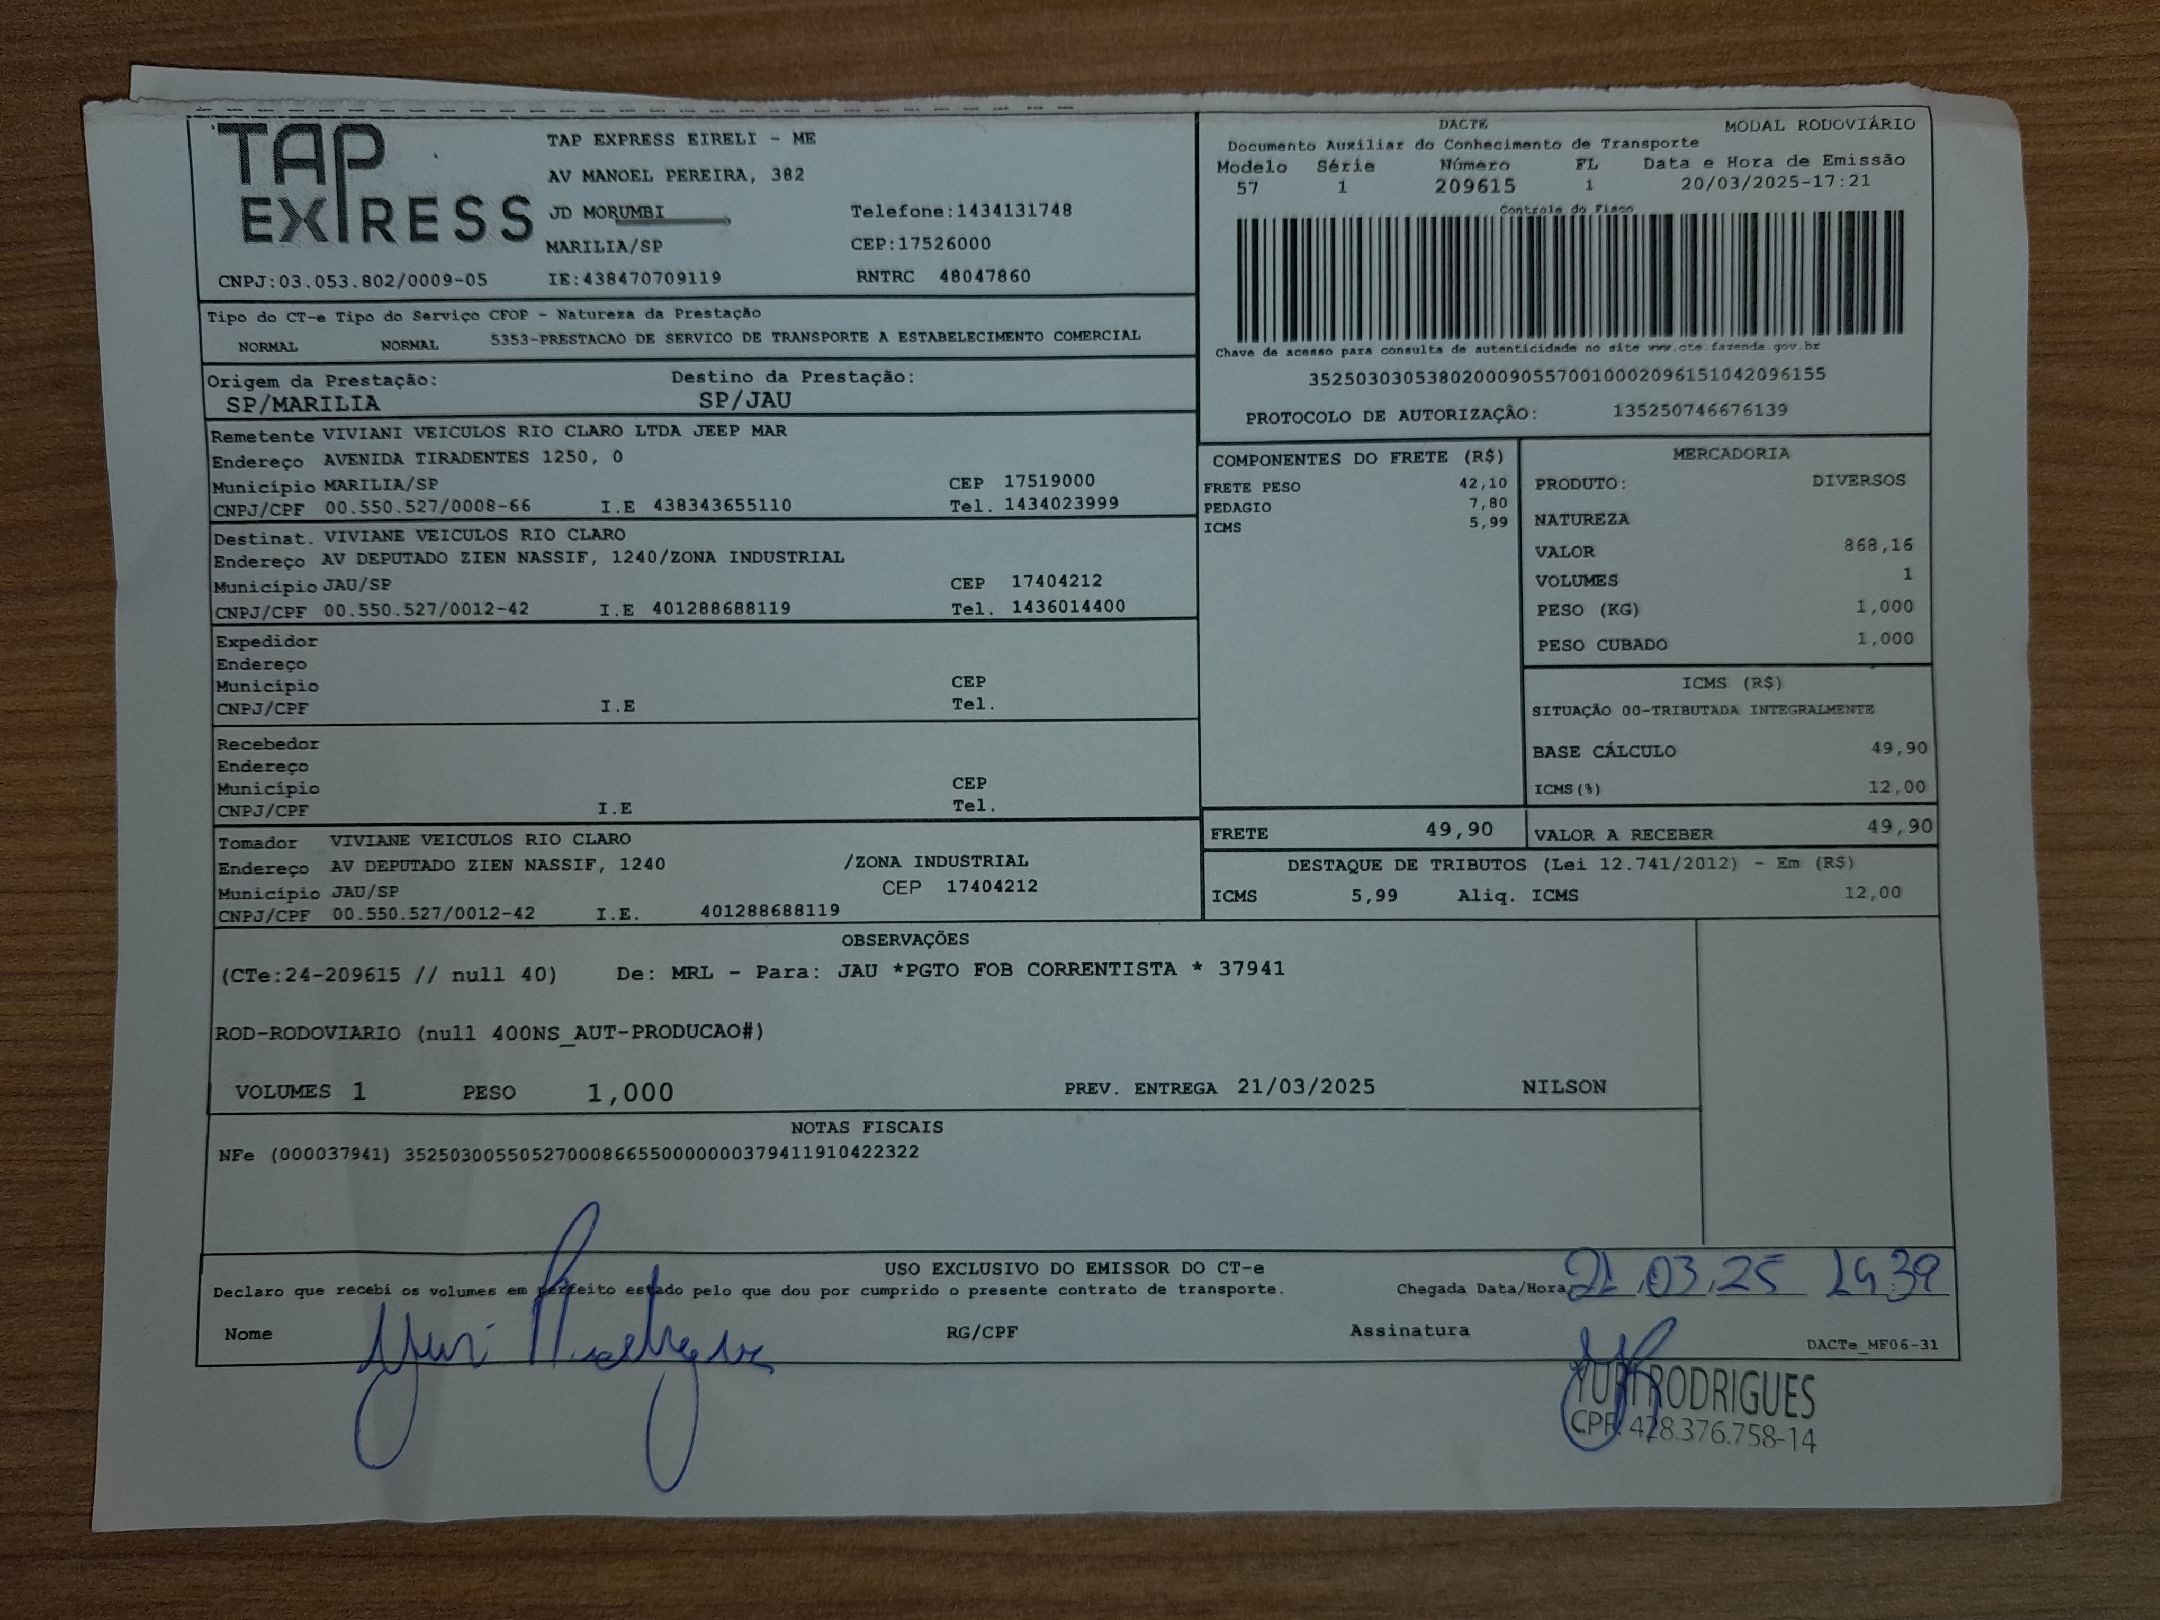 TAP EXPRESS
TAP EXPRESS EIRELI - ME
AV MANOEL PEREIRA, 382
JD MORUMBI Telefone:1434131748
MARILIA/SP CEP:17526000
CNPJ:03.053.802/0009-05 IE:438470709119 RNTRC 48047860
DACTE MODAL RODOVIÁRIO
Documento Auxiliar do Conhecimento de Transporte
Modelo Série Número FL Data e Hora de Emissão
57 1 209615 1 20/03/2025-17:21
Controle do Fisco
Chave de acesso para consulta de autenticidade no site www.cte.fazenda.gov.br
35250303053802000905570010002096151042096155
PROTOCOLO DE AUTORIZAÇÃO: 135250746676139
Tipo do CT-e Tipo do Serviço CFOP - Natureza da Prestação
NORMAL NORMAL 5353-PRESTACAO DE SERVICO DE TRANSPORTE A ESTABELECIMENTO COMERCIAL
Origem da Prestação: Destino da Prestação:
SP/MARILIA SP/JAU
Remetente VIVIANI VEICULOS RIO CLARO LTDA JEEP MAR
Endereço AVENIDA TIRADENTES 1250, 0
Município MARILIA/SP CEP 17519000
CNPJ/CPF 00.550.527/0008-66 I.E 438343655110 Tel. 1434023999
Destinat. VIVIANE VEICULOS RIO CLARO
Endereço AV DEPUTADO ZIEN NASSIF, 1240/ZONA INDUSTRIAL
Município JAU/SP CEP 17404212
CNPJ/CPF 00.550.527/0012-42 I.E 401288688119 Tel. 1436014400
Expedidor
Endereço
Município CEP
CNPJ/CPF I.E Tel.
Recebedor
Endereço
Município CEP
CNPJ/CPF I.E Tel.
Tomador VIVIANE VEICULOS RIO CLARO
Endereço AV DEPUTADO ZIEN NASSIF, 1240 /ZONA INDUSTRIAL
Município JAU/SP CEP 17404212
CNPJ/CPF 00.550.527/0012-42 I.E. 401288688119
COMPONENTES DO FRETE (R$)
FRETE PESO 42,10
PEDAGIO 7,80
ICMS 5,99
MERCADORIA
PRODUTO: DIVERSOS
NATUREZA
VALOR 868,16
VOLUMES 1
PESO (KG) 1,000
PESO CUBADO 1,000
ICMS (R$)
SITUAÇÃO 00-TRIBUTADA INTEGRALMENTE
BASE CÁLCULO 49,90
ICMS(%) 12,00
FRETE 49,90 VALOR A RECEBER 49,90
DESTAQUE DE TRIBUTOS (Lei 12.741/2012) - Em (R$)
ICMS 5,99 Aliq. ICMS 12,00
OBSERVAÇÕES
(CTe:24-209615 // null 40) De: MRL - Para: JAU *PGTO FOB CORRENTISTA * 37941
ROD-RODOVIARIO (null 400NS_AUT-PRODUCAO#)
VOLUMES 1 PESO 1,000 PREV. ENTREGA 21/03/2025 NILSON
NOTAS FISCAIS
NFe (000037941) 35250300550527000866550000000379411910422322
USO EXCLUSIVO DO EMISSOR DO CT-e
Declaro que recebi os volumes em perfeito estado pelo que dou por cumprido o presente contrato de transporte. Chegada Data/Hora 21.03.25
Nome Yuri Rodrigues RG/CPF Assinatura
DACTe_MF06-31
YURI RODRIGUES
CPF: 428.376.758-14